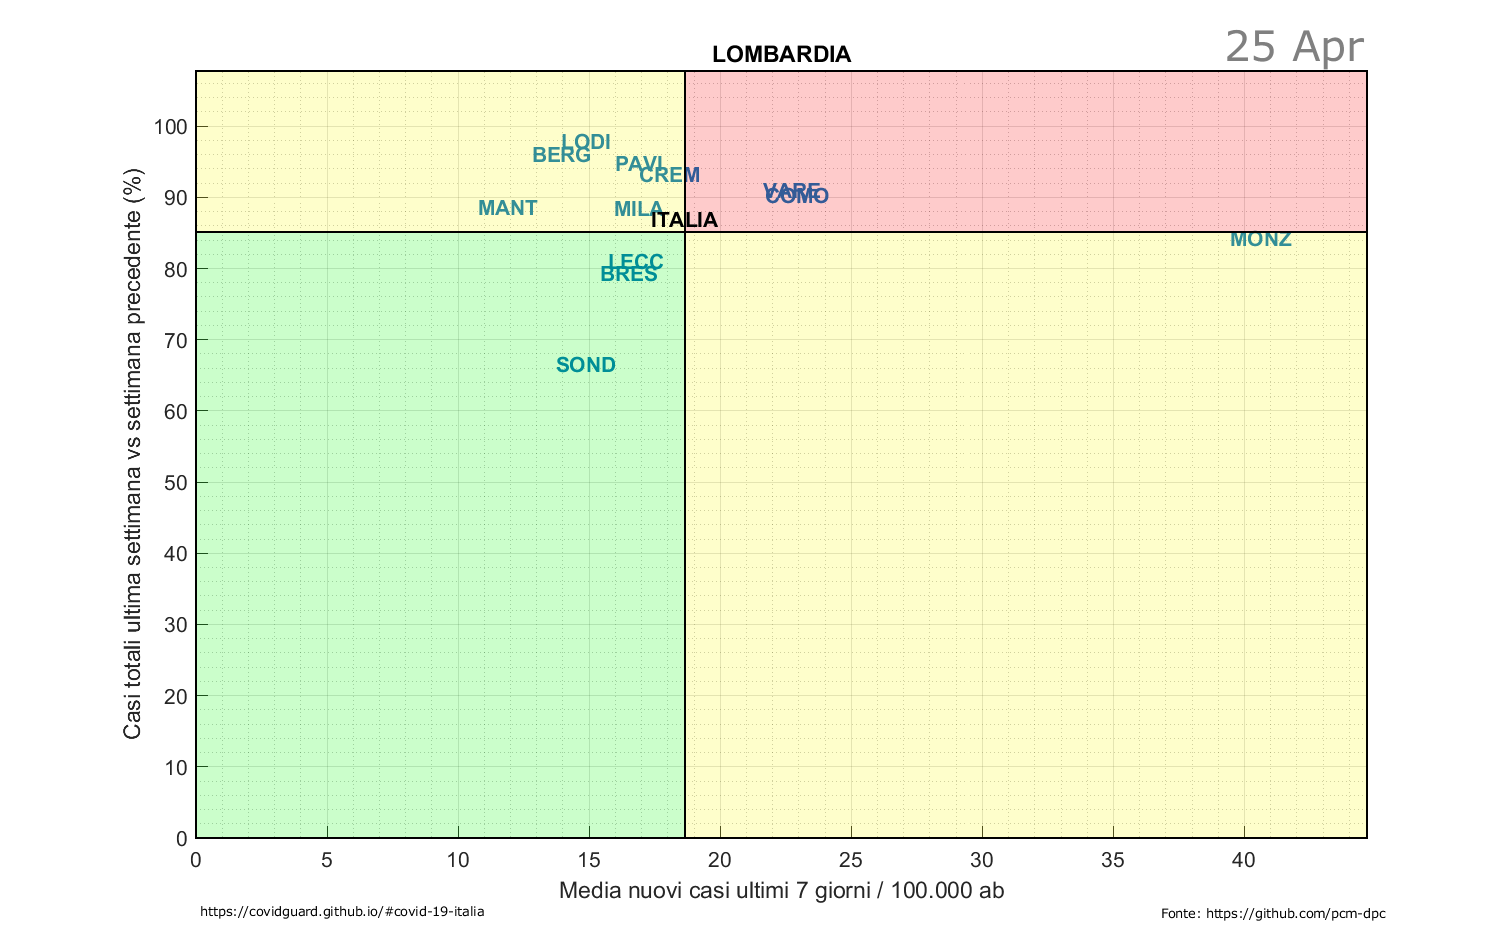 25 Apr
LOMBARDIA
Casi totali ultima settimana vs settimana precedente (%)
100
90
80
70
60
50
40
30
20
10
0
LODI
BERG
PAVI
CREM
VARE
COMO
MANT
MILA
ITALIA
MONZ
LECC
BRES
SOND
0 5 10 15 20 25 30 35 40
Media nuovi casi ultimi 7 giorni / 100.000 ab
https://covidguard.github.io/#covid-19-italia
Fonte: https://github.com/pcm-dpc